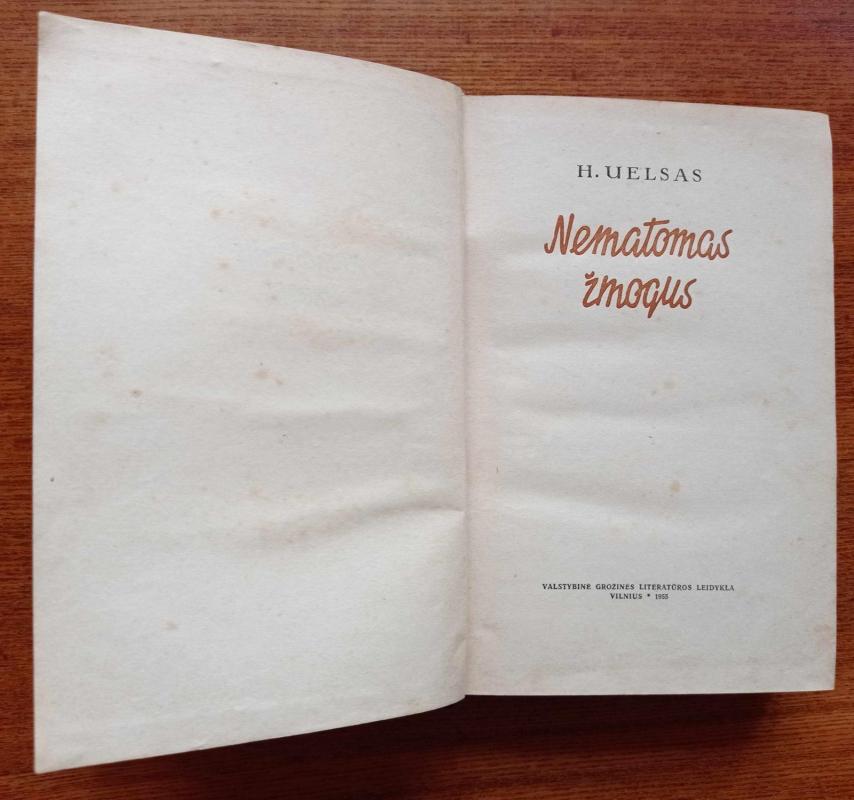 H. UELSAS
Nematomas
žmogus
VALSTYBINĖ GROŽINĖS LITERATŪROS LEIDYKLA
VILNIUS * 1955